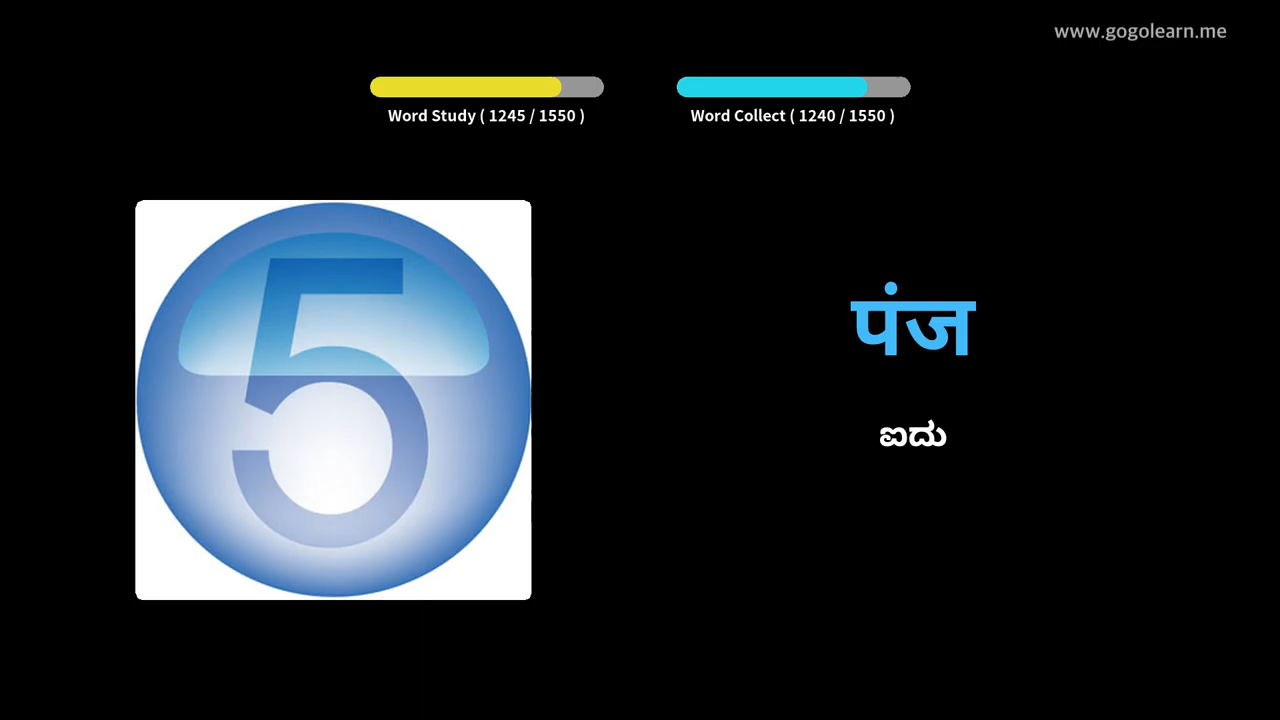 www.gogolearn.me
Word Study ( 1245 / 1550 )
Word Collect ( 1240 / 1550 )
5
पंज
ಐದು